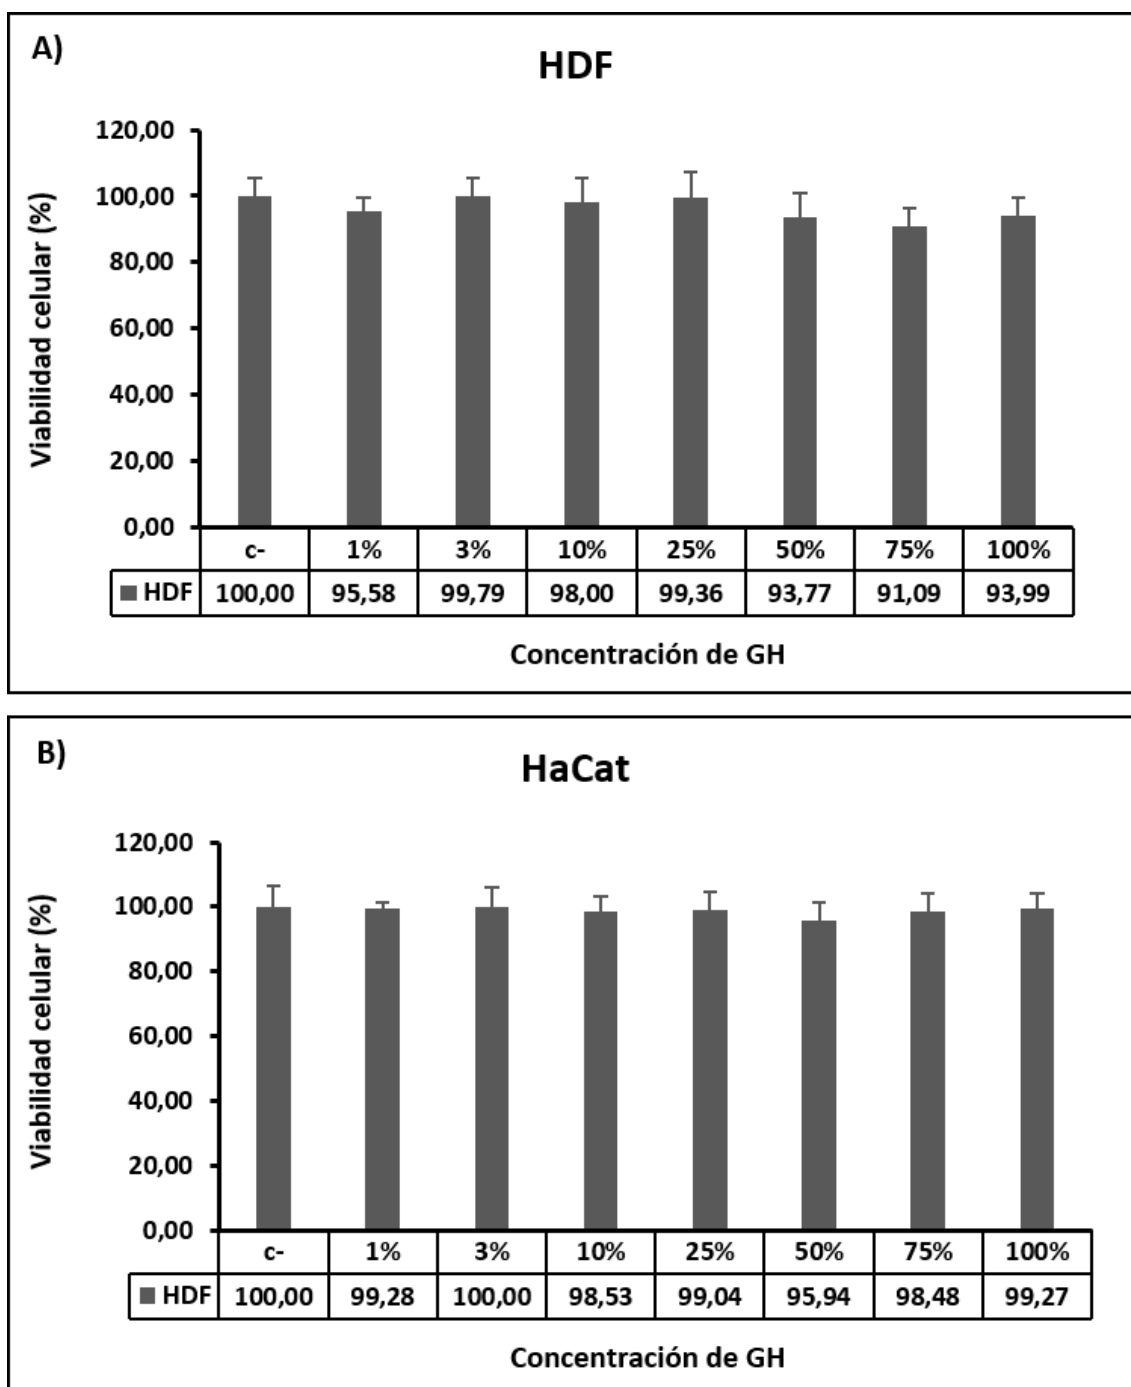 A)
HDF
120,00
100,00
80,00
60,00
40,00
20,00
0,00
Viabilidad celular (%)
c- 1% 3% 10% 25% 50% 75% 100%
HDF 100,00 95,58 99,79 98,00 99,36 93,77 91,09 93,99
Concentración de GH
B)
HaCat
120,00
100,00
80,00
60,00
40,00
20,00
0,00
Viabilidad celular (%)
c- 1% 3% 10% 25% 50% 75% 100%
HDF 100,00 99,28 100,00 98,53 99,04 95,94 98,48 99,27
Concentración de GH